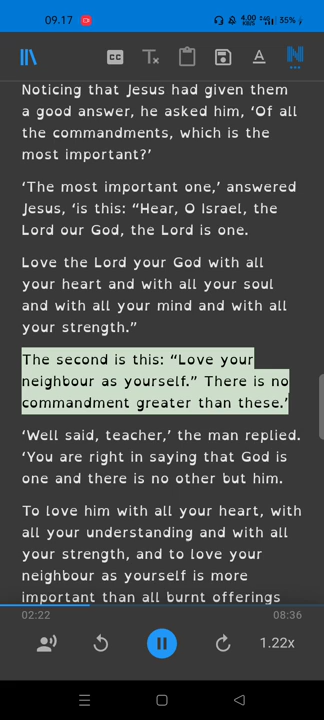 09.17 4,00 KB/S 35%
CC T A N
Noticing that Jesus had given them
a good answer, he asked him, ‘Of all
the commandments, which is the
most important?’
‘The most important one,’ answered
Jesus, ‘is this: “Hear, O Israel, the
Lord our God, the Lord is one.
Love the Lord your God with all
your heart and with all your soul
and with all your mind and with all
your strength.”
The second is this: “Love your
neighbour as yourself.” There is no
commandment greater than these.’
‘Well said, teacher,’ the man replied.
‘You are right in saying that God is
one and there is no other but him.
To love him with all your heart, with
all your understanding and with all
your strength, and to love your
neighbour as yourself is more
important than all burnt offerings
02:22 08:36
1.22x